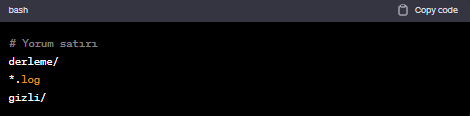 bash
Copy code
# Yorum satırı
derleme/
*.log
gizli/